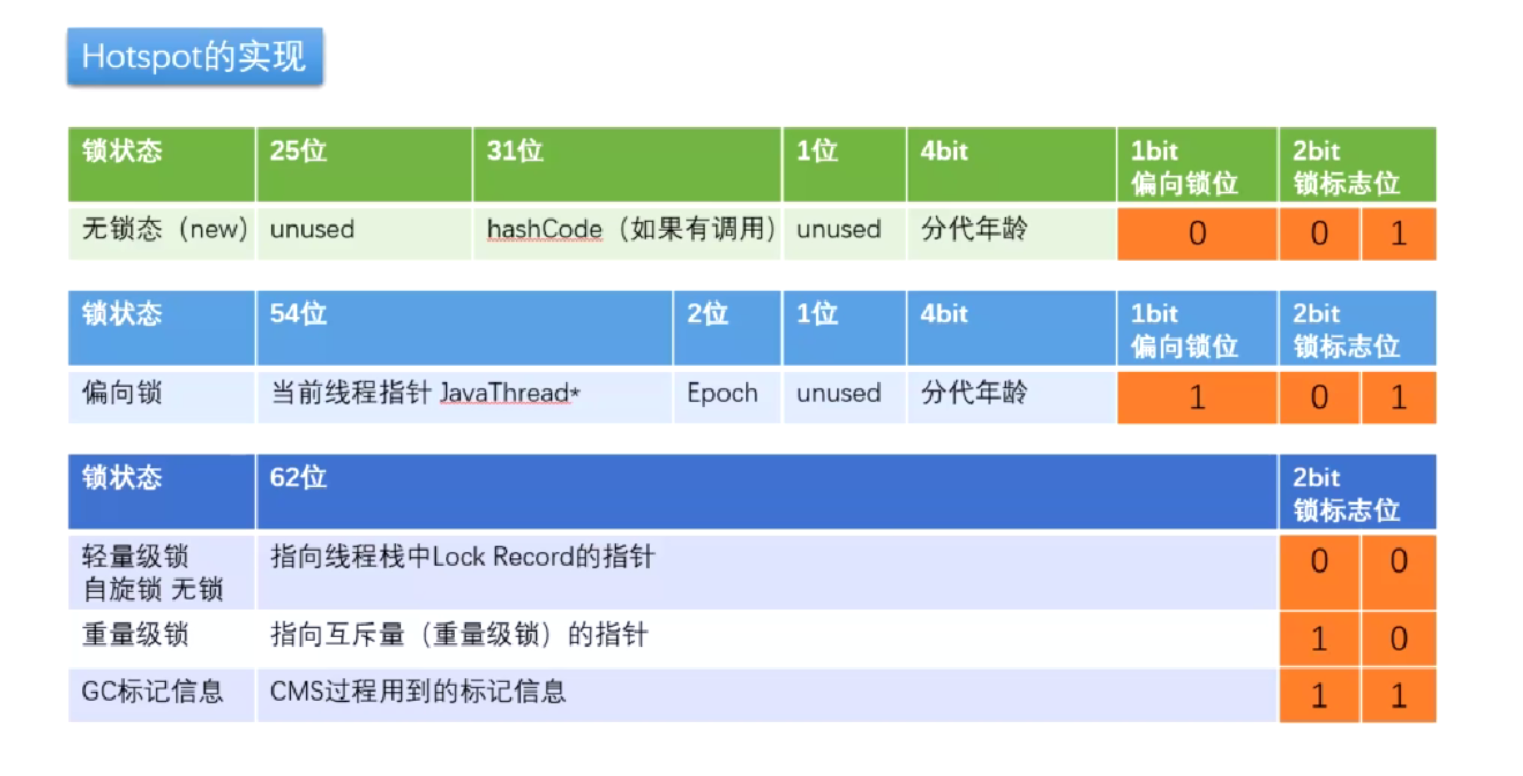 Hotspot的实现
锁状态 25位 31位 1位 4bit 1bit 2bit
偏向锁位 锁标志位
无锁态（new） unused hashCode（如果有调用） unused 分代年龄 0 0 1
锁状态 54位 2位 1位 4bit 1bit 2bit
偏向锁位 锁标志位
偏向锁 当前线程指针 JavaThread* Epoch unused 分代年龄 1 0 1
锁状态 62位 2bit
锁标志位
轻量级锁 指向线程栈中Lock Record的指针 0 0
自旋锁 无锁
重量级锁 指向互斥量（重量级锁）的指针 1 0
GC标记信息 CMS过程用到的标记信息 1 1